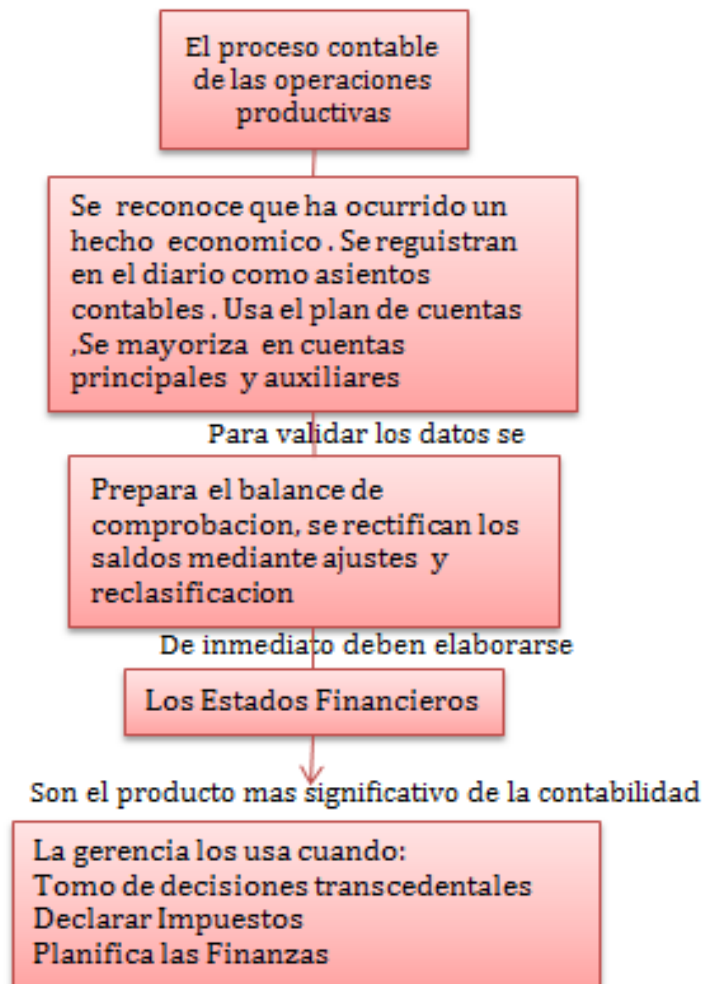 El proceso contable
de las operaciones
productivas
Se reconoce que ha ocurrido un
hecho economico . Se reguistran
en el diario como asientos
contables . Usa el plan de cuentas
,Se mayoriza en cuentas
principales y auxiliares
Para validar los datos se
Prepara el balance de
comprobacion, se rectifican los
saldos mediante ajustes y
reclasificacion
De inmediato deben elaborarse
Los Estados Financieros
Son el producto mas significativo de la contabilidad
La gerencia los usa cuando:
Tomo de decisiones transcedentales
Declarar Impuestos
Planifica las Finanzas